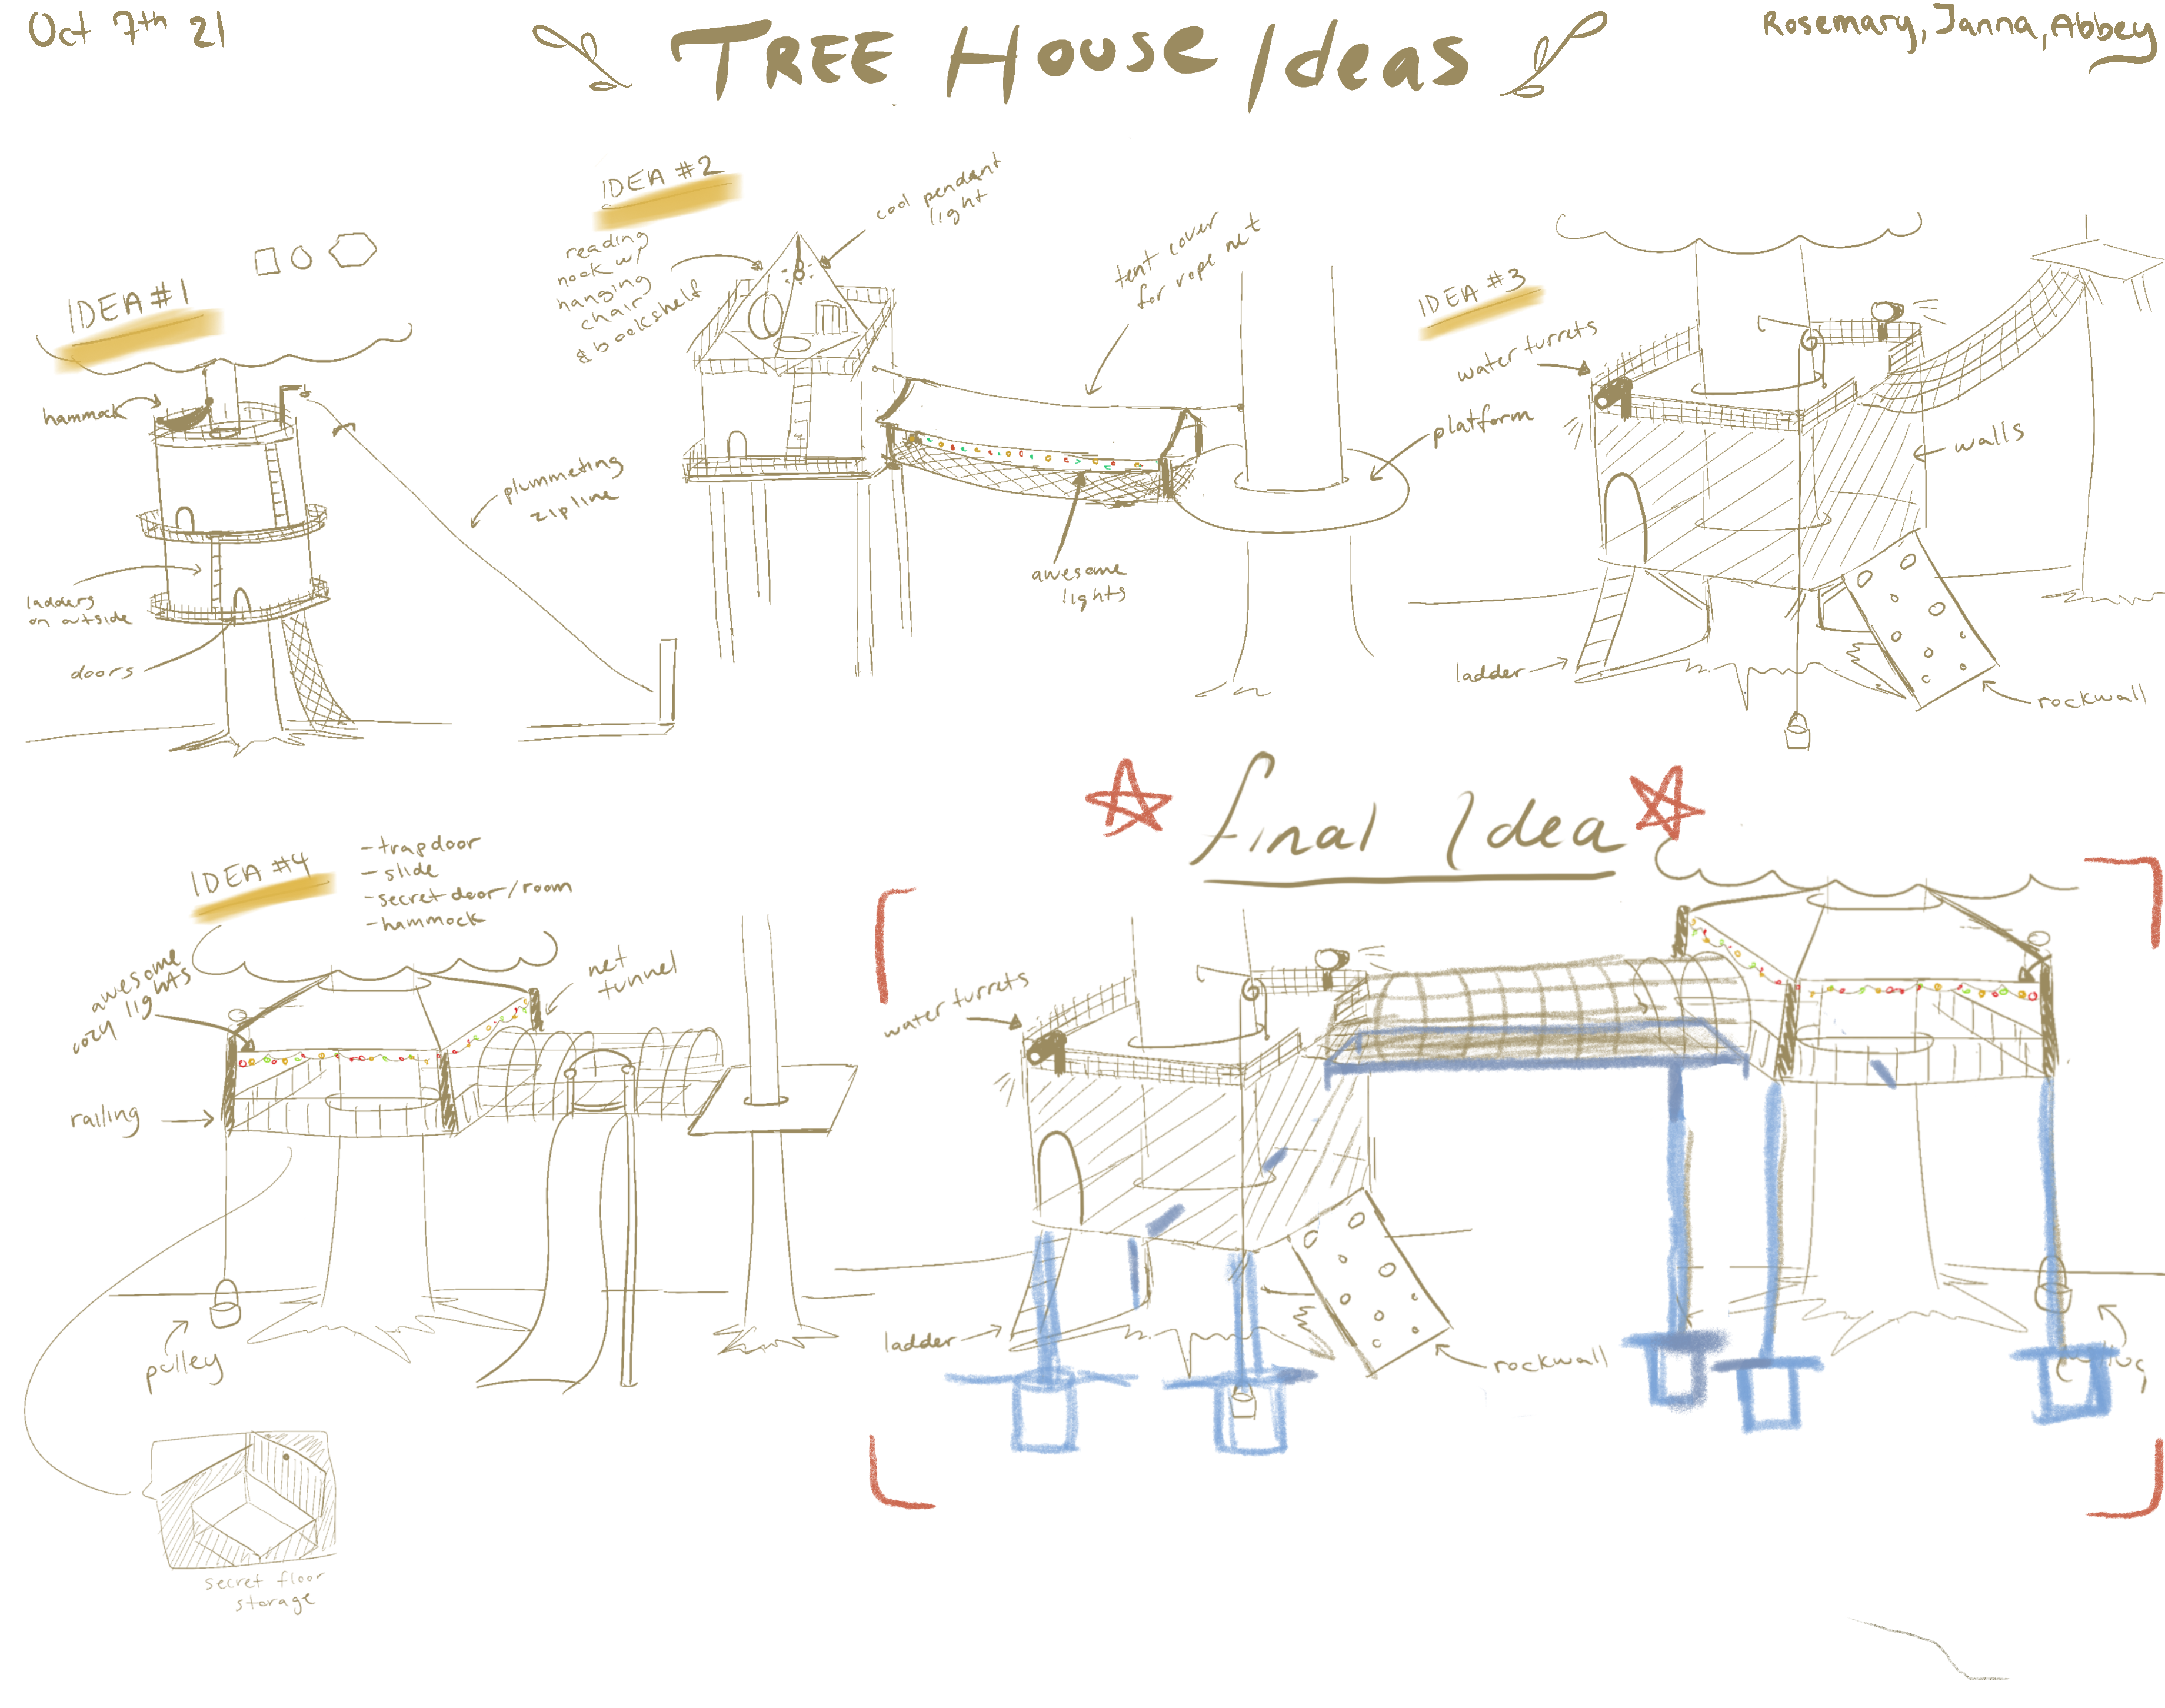 Oct 7th 21
TREE House Ideas
Rosemary, Janna, Abbey
IDEA #1
hammock
plummeting
zipline
ladders
on outside
doors
IDEA #2
reading
nook w/
hanging
chair
& bookshelf
cool pendant
light
tent cover
for rope net
platform
awesome
lights
IDEA #3
water turrets
walls
ladder
rockwall
IDEA #4
- trapdoor
- slide
- secret door/room
- hammock
awesome
cozy lights
net
tunnel
railing
pulley
secret floor
storage
final Idea
water turrets
ladder
rockwall